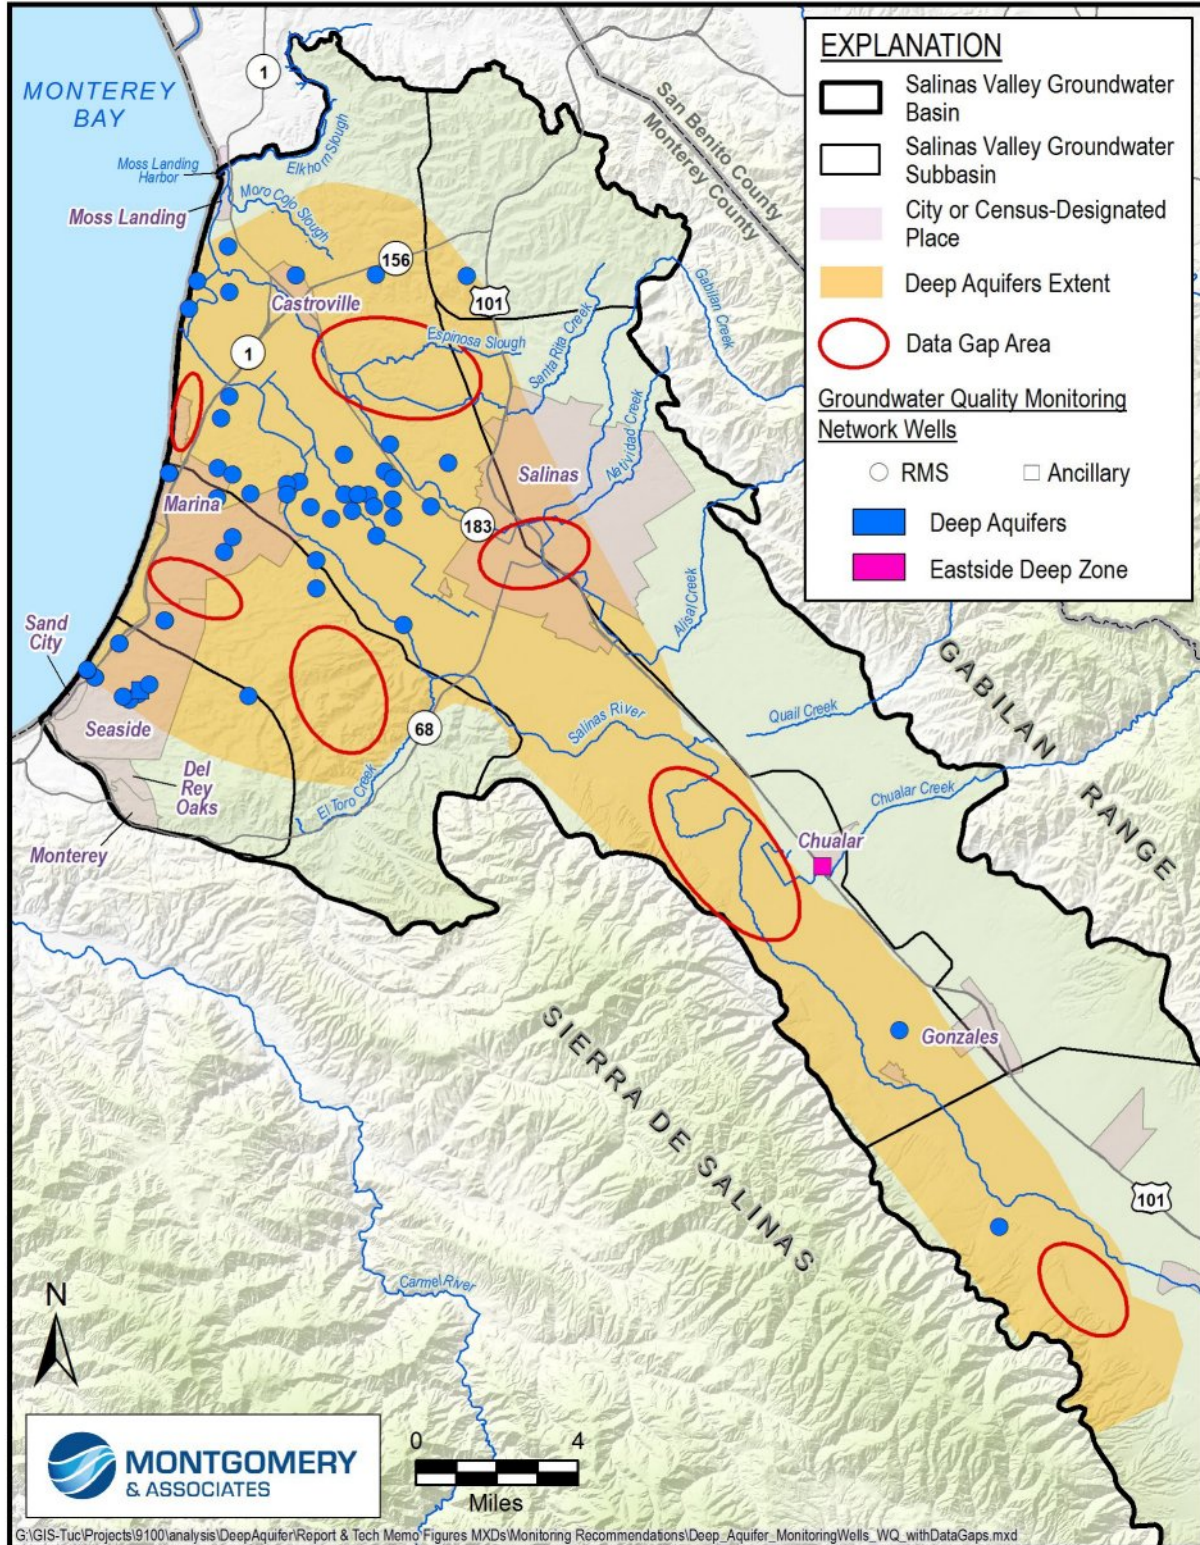 EXPLANATION
Salinas Valley Groundwater
Basin
Salinas Valley Groundwater
Subbasin
City or Census-Designated
Place
Deep Aquifers Extent
Data Gap Area
Groundwater Quality Monitoring
Network Wells
RMS
Ancillary
Deep Aquifers
Eastside Deep Zone
1
MONTEREY
BAY
San Benito County
Monterey County
Moss Landing
Harbor
Elkhorn Slough
Moss Landing
Moro Cojo Slough
156
Castroville
101
Gabilan Creek
Espinosa Slough
Santa Rita Creek
1
Natividad Creek
Salinas
Marina
183
Alisal Creek
Sand
City
GABILAN
RANGE
Quail Creek
Salinas River
68
Seaside
Del
Rey
Oaks
El Toro Creek
Chualar Creek
Chualar
Monterey
Gonzales
SIERRA DE SALINAS
101
Carmel River
N
MONTGOMERY
& ASSOCIATES
0 4
Miles
G:\GIS-Tuc\Projects\9100\analysis\DeepAquifer\Report & Tech Memo Figures MXDs\Monitoring Recommendations\Deep_Aquifer_MonitoringWells_WQ_withDataGaps.mxd